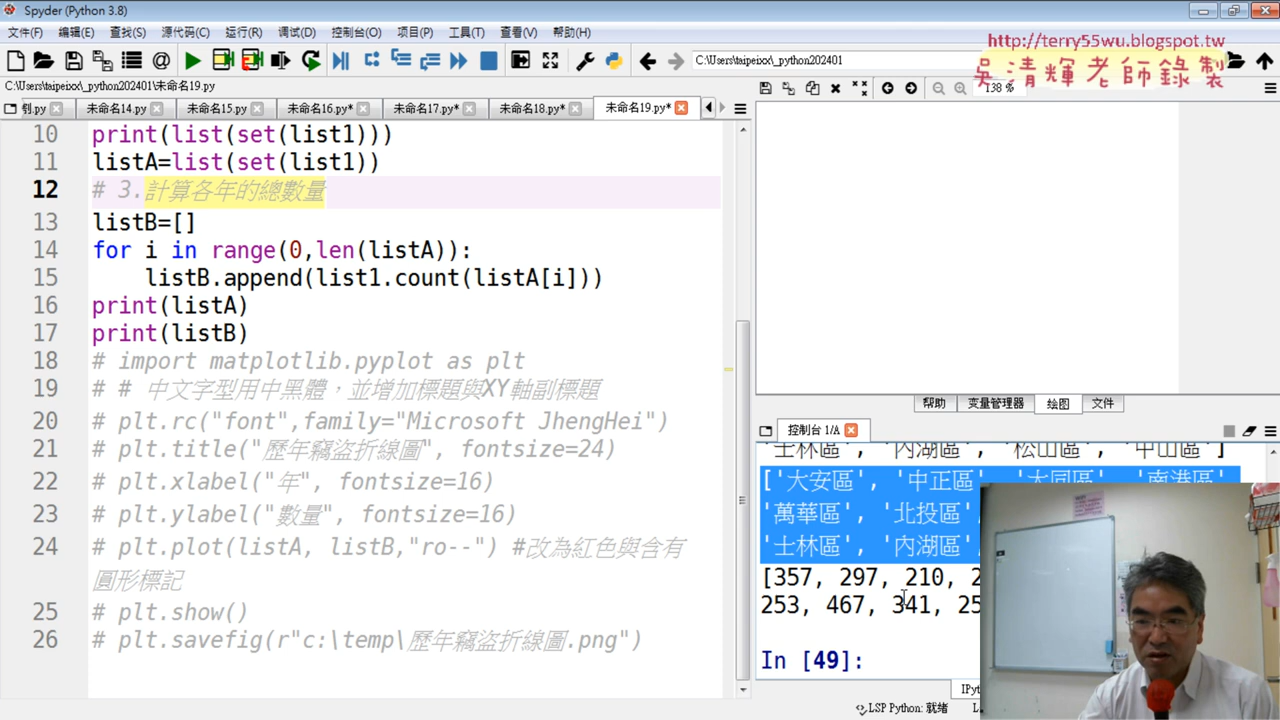 Spyder (Python 3.8)
文件(F) 编辑(E) 查找(S) 源代码(C) 运行(R) 调试(D) 控制台(O) 项目(P) 工具(T) 查看(V) 帮助(H)
http://terry55wu.blogspot.tw
吳清輝老師錄製
C:\Users\taipeixx\_python202401
C:\Users\taipeixx\_python202401\未命名19.py
138 %
未命名14.py 未命名15.py 未命名16.py* 未命名17.py* 未命名18.py* 未命名19.py*
10 print(list(set(list1)))
11 listA=list(set(list1))
12 # 3.計算各年的總數量
13 listB=[]
14 for i in range(0,len(listA)):
15 listB.append(list1.count(listA[i]))
16 print(listA)
17 print(listB)
18 # import matplotlib.pyplot as plt
19 # # 中文字型用中黑體，並增加標題與XY軸副標題
20 # plt.rc("font",family="Microsoft JhengHei")
21 # plt.title("歷年竊盜折線圖", fontsize=24)
22 # plt.xlabel("年", fontsize=16)
23 # plt.ylabel("數量", fontsize=16)
24 # plt.plot(listA, listB,"ro--") #改為紅色與含有
圓形標記
25 # plt.show()
26 # plt.savefig(r"c:\temp\歷年竊盜折線圖.png")
帮助 变量管理器 绘图 文件
控制台 1/A
'士林區', '內湖區', '松山區', '中山區']
['大安區', '中正區', '大同區', '南港區',
'萬華區', '北投區',
'士林區', '內湖區',
[357, 297, 210, 2
253, 467, 341, 25
In [49]:
LSP Python: 就绪